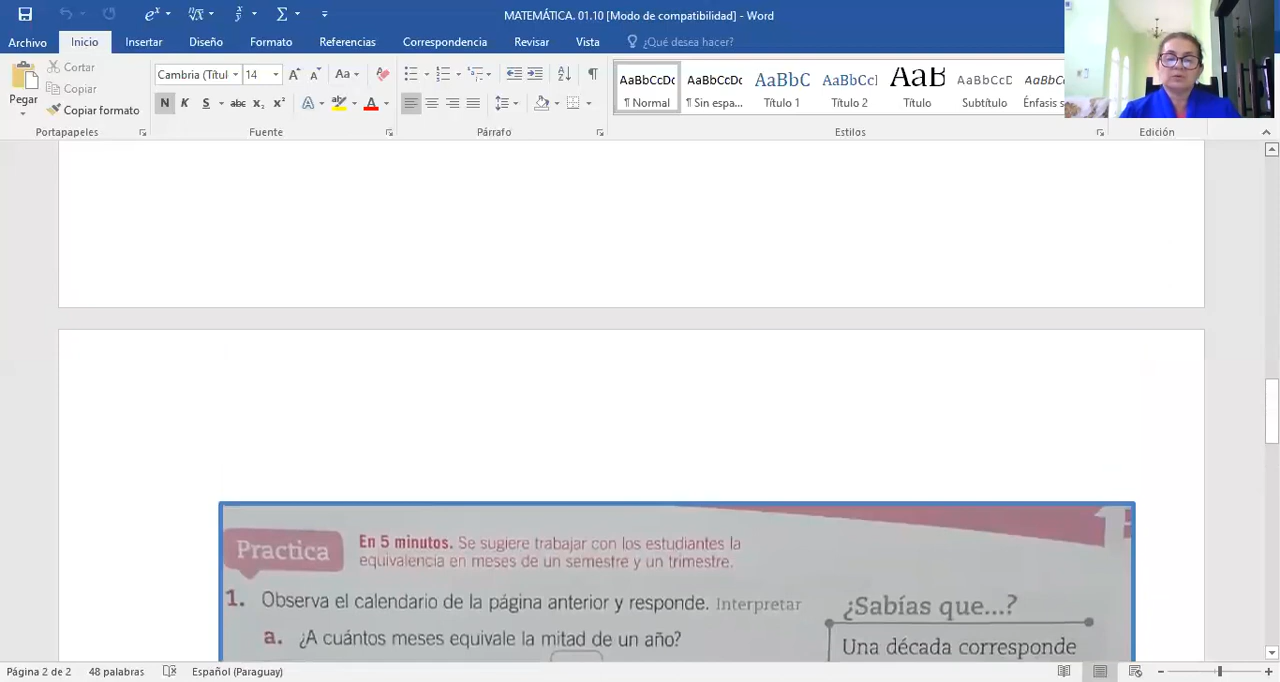 MATEMÁTICA. 01.10 [Modo de compatibilidad] - Word
Archivo Inicio Insertar Diseño Formato Referencias Correspondencia Revisar Vista ¿Qué desea hacer?
Pegar
Cortar
Copiar
Copiar formato
Portapapeles
Cambria (Títul 14
Aa
N K S abc x₂ x²
Fuente
Párrafo
AaBbCcDc AaBbCcDc AaBbC AaBbCcl AaB AaBbCcD AaBbCc
¶ Normal ¶ Sin espa... Título 1 Título 2 Título Subtítulo Énfasis s
Estilos
Edición
Practica
En 5 minutos. Se sugiere trabajar con los estudiantes la
equivalencia en meses de un semestre y un trimestre.
1. Observa el calendario de la página anterior y responde. Interpretar
a. ¿A cuántos meses equivale la mitad de un año?
¿Sabías que...?
Una década corresponde
Página 2 de 2 48 palabras Español (Paraguay)